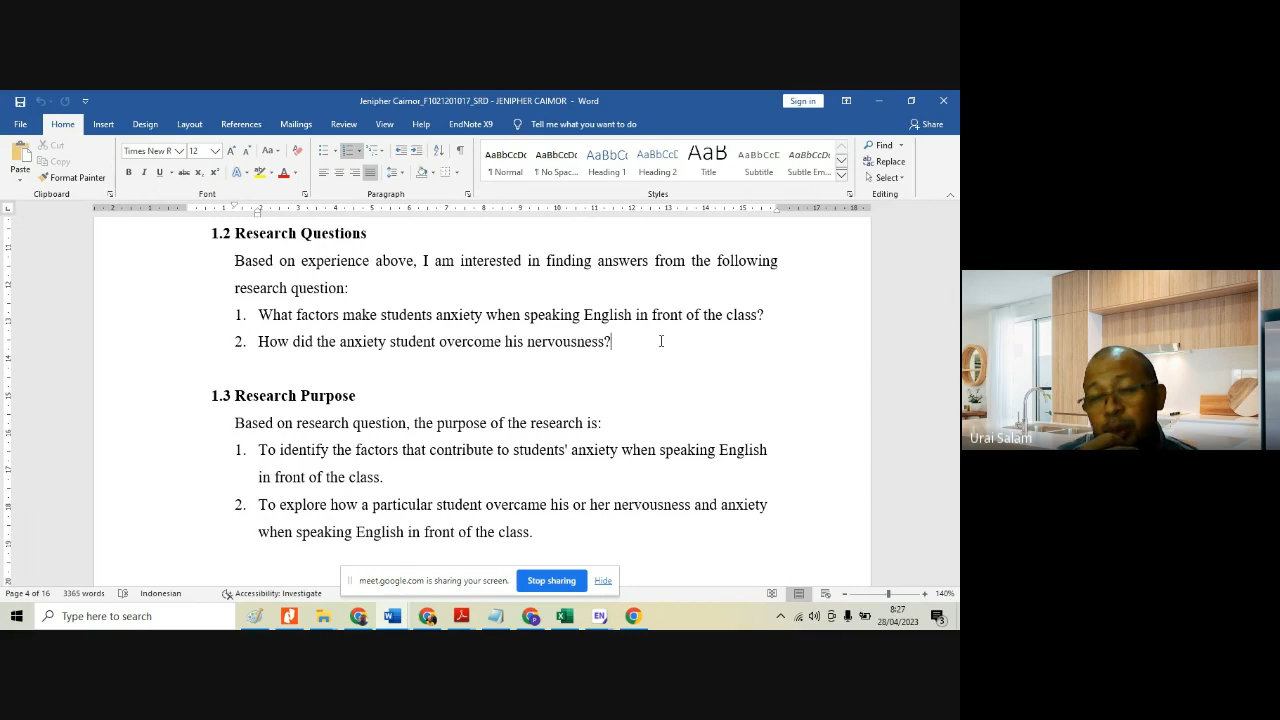 Jenipher Caimor_F1021201017_SRD - JENIPHER CAIMOR - Word
Sign in
File Home Insert Design Layout References Mailings Review View Help EndNote X9 Tell me what you want to do Share
Paste
Cut
Copy
Format Painter
Clipboard
Times New R 12
Font
Paragraph
AaBbCcDc AaBbCcDc AaBbCc AaBbCcD AaB AaBbCcD AaBbCcDc
¶ Normal ¶ No Spac... Heading 1 Heading 2 Title Subtitle Subtle Em...
Styles
Find
Replace
Select
Editing
1.2 Research Questions
Based on experience above, I am interested in finding answers from the following
research question:
1. What factors make students anxiety when speaking English in front of the class?
2. How did the anxiety student overcome his nervousness?
1.3 Research Purpose
Based on research question, the purpose of the research is:
1. To identify the factors that contribute to students' anxiety when speaking English
in front of the class.
2. To explore how a particular student overcame his or her nervousness and anxiety
when speaking English in front of the class.
meet.google.com is sharing your screen. Stop sharing Hide
Page 4 of 16 3365 words Indonesian Accessibility: Investigate 140%
Type here to search
8:27
28/04/2023
Urai Salam